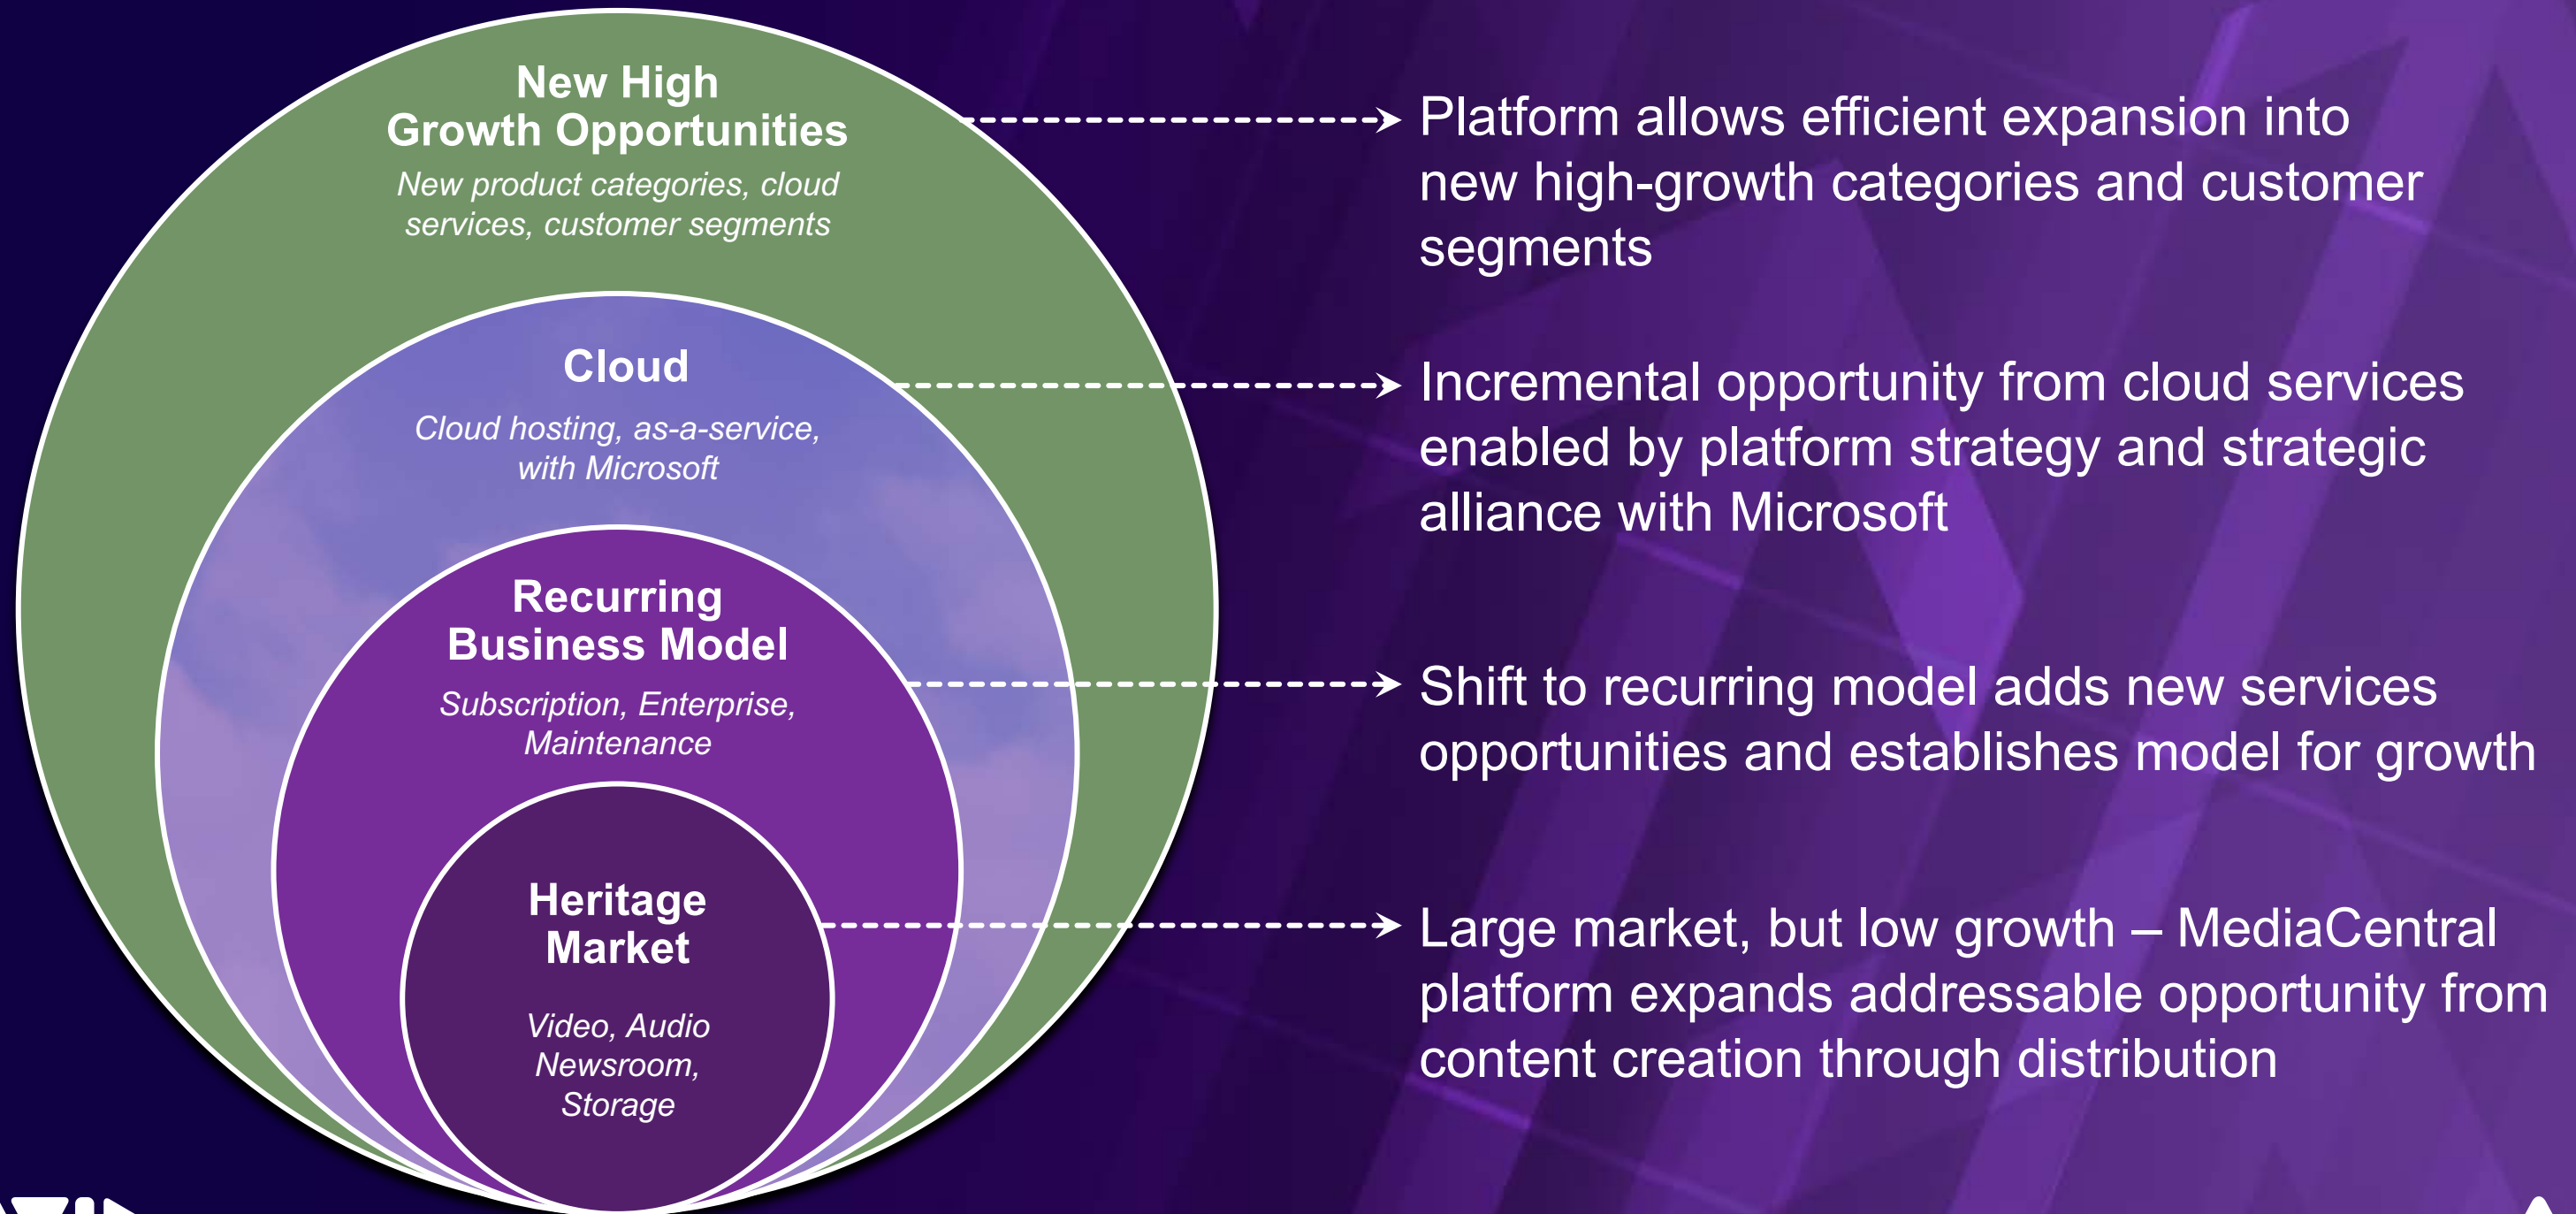 New High
Growth Opportunities
New product categories, cloud
services, customer segments
Cloud
Cloud hosting, as-a-service,
with Microsoft
Recurring
Business Model
Subscription, Enterprise,
Maintenance
Heritage
Market
Video, Audio
Newsroom,
Storage
Platform allows efficient expansion into
new high-growth categories and customer
segments
Incremental opportunity from cloud services
enabled by platform strategy and strategic
alliance with Microsoft
Shift to recurring model adds new services
opportunities and establishes model for growth
Large market, but low growth – MediaCentral
platform expands addressable opportunity from
content creation through distribution